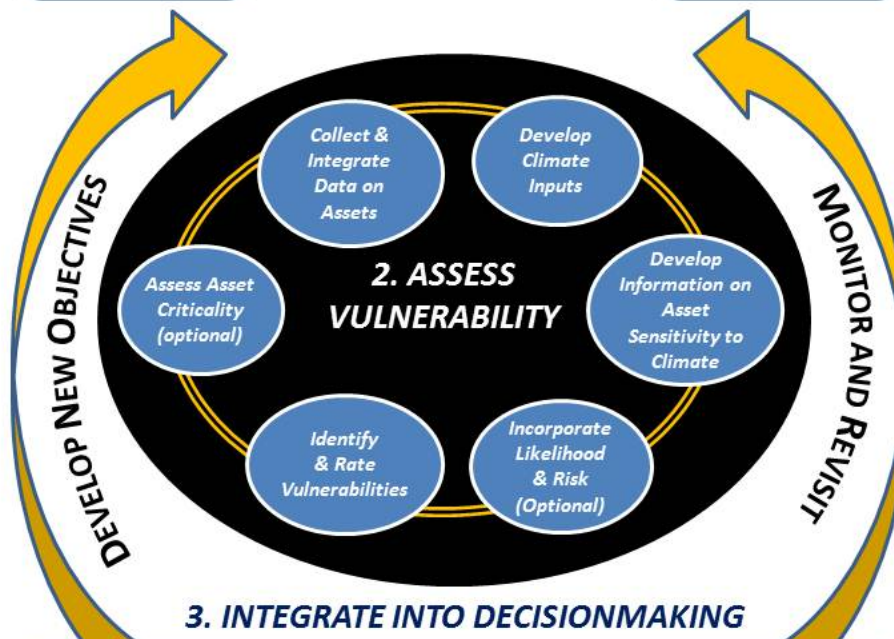 Collect &
Integrate
Data on
Assets
Develop
Climate
Inputs
Assess Asset
Criticality
(optional)
2. ASSESS
VULNERABILITY
Develop
Information on
Asset
Sensitivity to
Climate
Identify
& Rate
Vulnerabilities
Incorporate
Likelihood
& Risk
(Optional)
DEVELOP NEW OBJECTIVES
MONITOR AND REVISIT
3. INTEGRATE INTO DECISIONMAKING